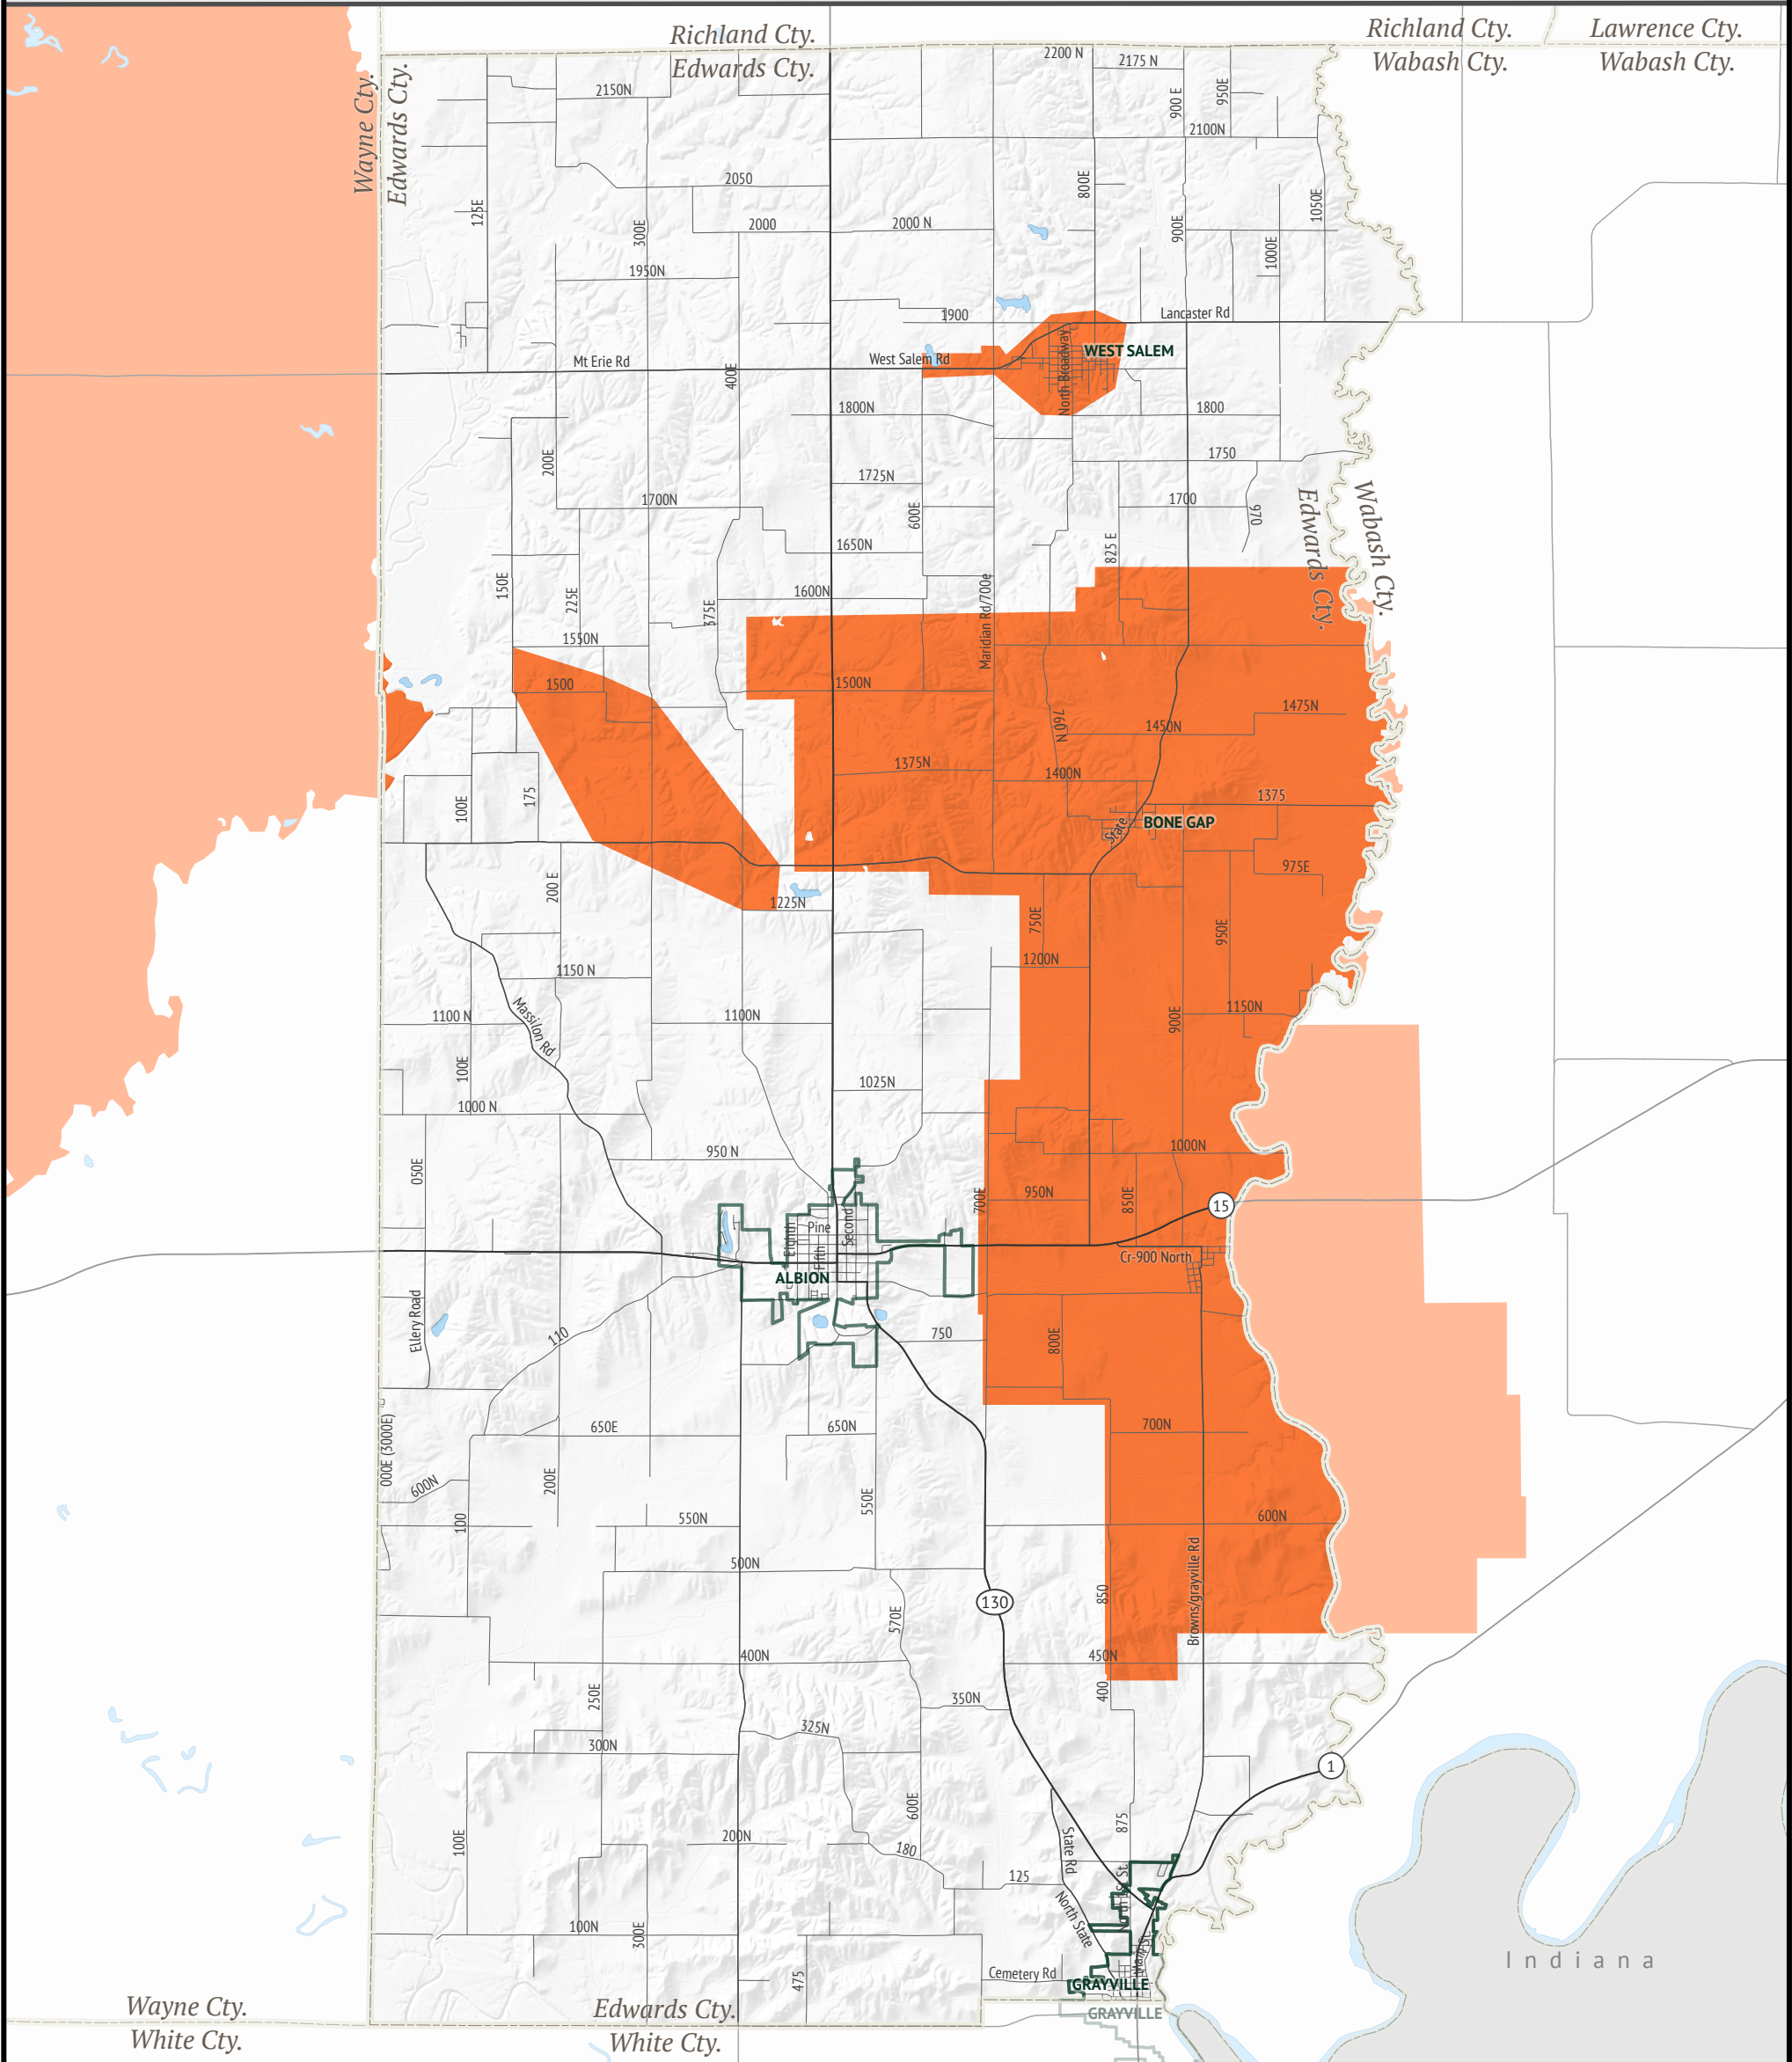 Richland Cty.
Edwards Cty.
Richland Cty.
Wabash Cty.
Lawrence Cty.
Wabash Cty.
Wayne Cty.
Edwards Cty.
2200 N
2175 N
2150N
900 E
950E
2100N
2050
800E
125E
300E
2000
2000 N
900E
1050E
1000E
1950N
1900
Lancaster Rd
Mt Erie Rd
400E
West Salem Rd
North Broadway
WEST SALEM
1800N
1800
200E
1750
1725N
1700N
600E
1700
970
Edwards Cty.
Wabash Cty.
1650N
825 E
150E
225E
375E
1600N
Maridian Rd/700e
1550N
1500
1500N
760 N
1475N
1450N
1375N
1400N
100E
175
1375
State
BONE GAP
975E
200 E
1225N
750E
950E
1150 N
1200N
Massilon Rd
1100 N
1100N
900E
1150N
100E
1025N
1000 N
950 N
1000N
050E
700E
950N
850E
15
Eighth
Pine
Fifth
Second
Cr-900 North
ALBION
Ellery Road
110
750
800E
000E (3000E)
650E
650N
700N
600N
200E
550E
100
550N
600N
500N
Browns/grayville Rd
850
130
570E
400N
450N
250E
400
350N
325N
300N
1
100E
600E
875
200N
180
State Rd
125
North 1st St.
North State
100N
300E
Main St.
475
Cemetery Rd
GRAYVILLE
GRAYVILLE
Indiana
Wayne Cty.
White Cty.
Edwards Cty.
White Cty.